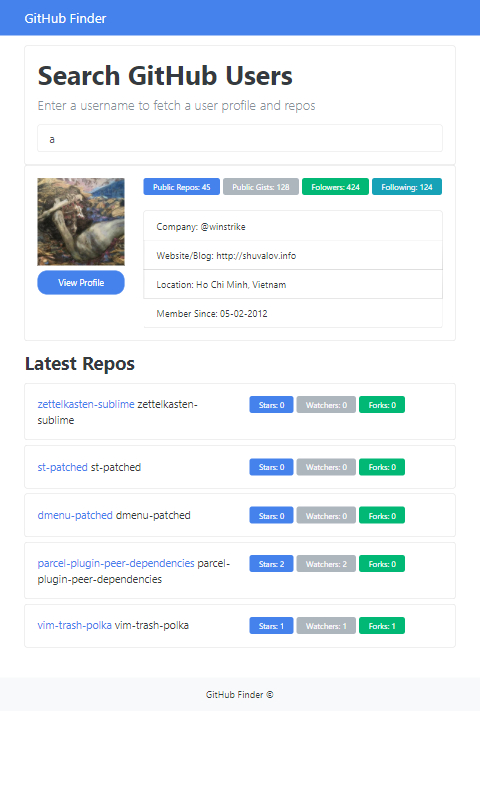 GitHub Finder
Search GitHub Users
Enter a username to fetch a user profile and repos
a
Public Repos: 45
Public Gists: 128
Folowers: 424
Following: 124
Company: @winstrike
Website/Blog: http://shuvalov.info
View Profile
Location: Ho Chi Minh, Vietnam
Member Since: 05-02-2012
Latest Repos
zettelkasten-sublime zettelkasten-
sublime
Stars: 0
Watchers: 0
Forks: 0
st-patched st-patched
Stars: 0
Watchers: 0
Forks: 0
dmenu-patched dmenu-patched
Stars: 0
Watchers: 0
Forks: 0
parcel-plugin-peer-dependencies parcel-
plugin-peer-dependencies
Stars: 2
Watchers: 2
Forks: 0
vim-trash-polka vim-trash-polka
Stars: 1
Watchers: 1
Forks: 1
GitHub Finder ©